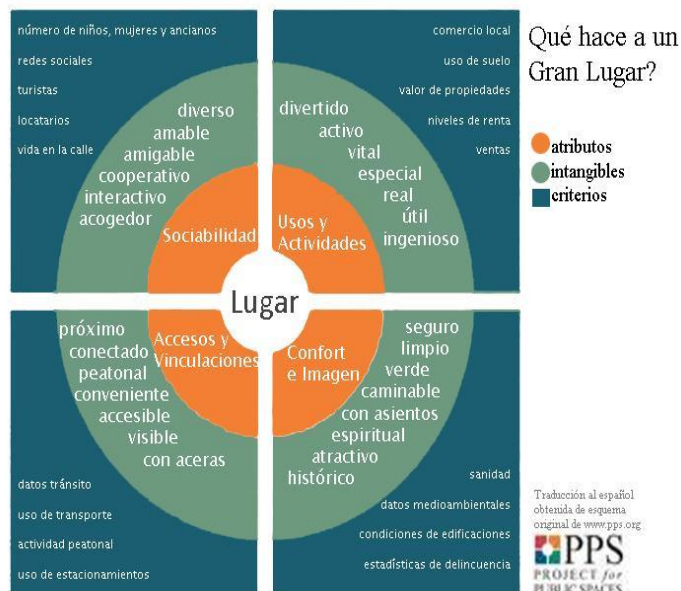 Qué hace a un
Gran Lugar?
atributos
intangibles
criterios
número de niños, mujeres y ancianos
redes sociales
turistas
locatarios
vida en la calle
diverso
amable
amigable
cooperativo
interactivo
acogedor
Sociabilidad
comercio local
uso de suelo
valor de propiedades
niveles de renta
ventas
divertido
activo
vital
especial
real
útil
ingenioso
Usos y
Actividades
Lugar
Accesos y
Vinculaciones
próximo
conectado
peatonal
conveniente
accesible
visible
con aceras
datos tránsito
uso de transporte
actividad peatonal
uso de estacionamientos
Confort
e Imagen
seguro
limpio
verde
caminable
con asientos
espiritual
atractivo
histórico
sanidad
datos medioambientales
condiciones de edificaciones
estadísticas de delincuencia
Traducción al español
obtenida de esquema
original de www.pps.org
PPS
PROJECT for
PUBLIC SPACES